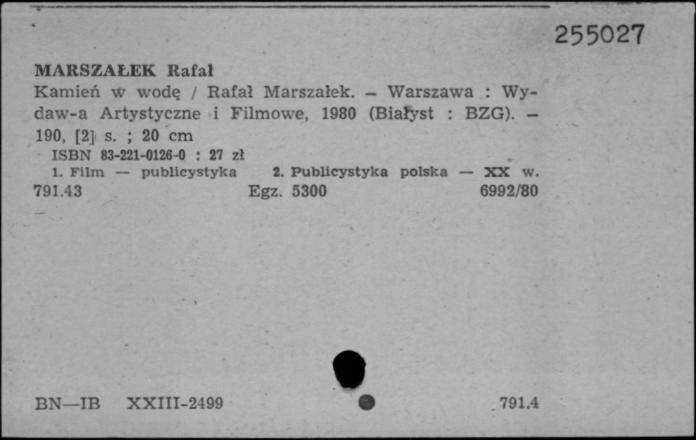 255027
MARSZAŁEK Rafał
Kamień w wodę / Rafał Marszałek. – Warszawa : Wy-
daw-a Artystyczne i Filmowe, 1980 (Białyst : BZG). –
190, [2] s. ; 20 cm
ISBN 83-221-0126-0 : 27 zł
1. Film — publicystyka 2. Publicystyka polska — XX w.
791.43 Egz. 5300 6992/80
BN—IB XXIII-2499 791.4